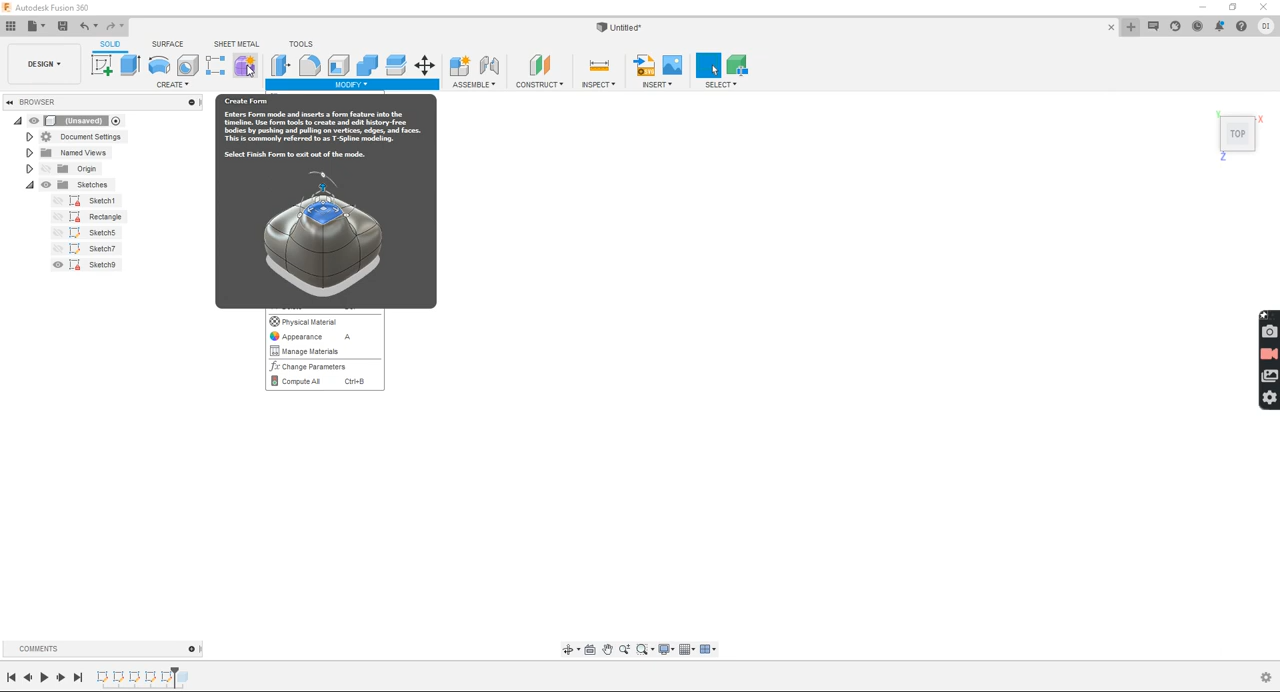 Autodesk Fusion 360
Untitled*
DI
DESIGN
SOLID
SURFACE
SHEET METAL
TOOLS
CREATE
MODIFY
ASSEMBLE
CONSTRUCT
INSPECT
INSERT
SELECT
BROWSER
(Unsaved)
Document Settings
Named Views
Origin
Sketches
Sketch1
Rectangle
Sketch5
Sketch7
Sketch9
Create Form
Enters Form mode and inserts a form feature into the
timeline. Use form tools to create and edit history-free
bodies by pushing and pulling on vertices, edges, and faces.
This is commonly referred to as T-Spline modeling.
Select Finish Form to exit out of the mode.
Physical Material
Appearance A
Manage Materials
Change Parameters
Compute All Ctrl+B
Y
TOP
X
Z
COMMENTS